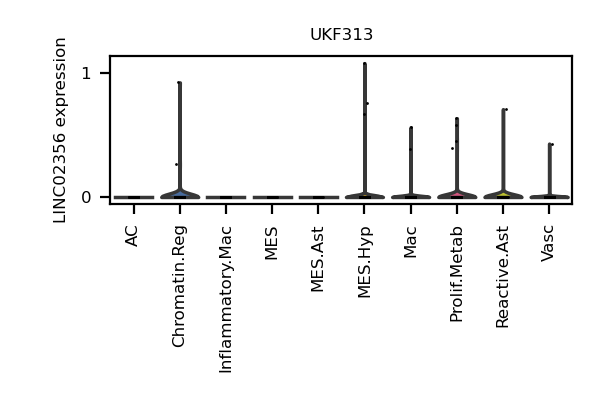 UKF313
LINC02356 expression
1
0
AC
Chromatin.Reg
Inflammatory.Mac
MES
MES.Ast
MES.Hyp
Mac
Prolif.Metab
Reactive.Ast
Vasc